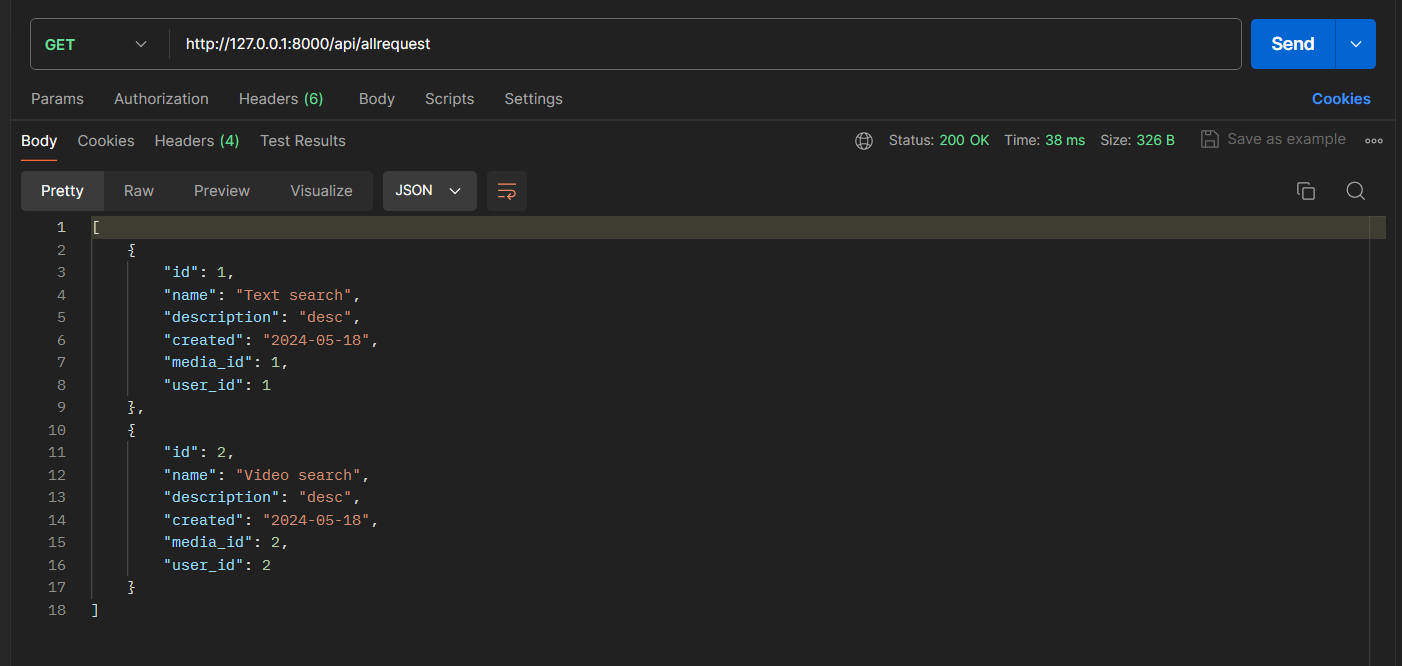 GET http://127.0.0.1:8000/api/allrequest Send
Params Authorization Headers (6) Body Scripts Settings Cookies
Body Cookies Headers (4) Test Results Status: 200 OK Time: 38 ms Size: 326 B Save as example
Pretty Raw Preview Visualize JSON
1 [
2 {
3 "id": 1,
4 "name": "Text search",
5 "description": "desc",
6 "created": "2024-05-18",
7 "media_id": 1,
8 "user_id": 1
9 },
10 {
11 "id": 2,
12 "name": "Video search",
13 "description": "desc",
14 "created": "2024-05-18",
15 "media_id": 2,
16 "user_id": 2
17 }
18 ]